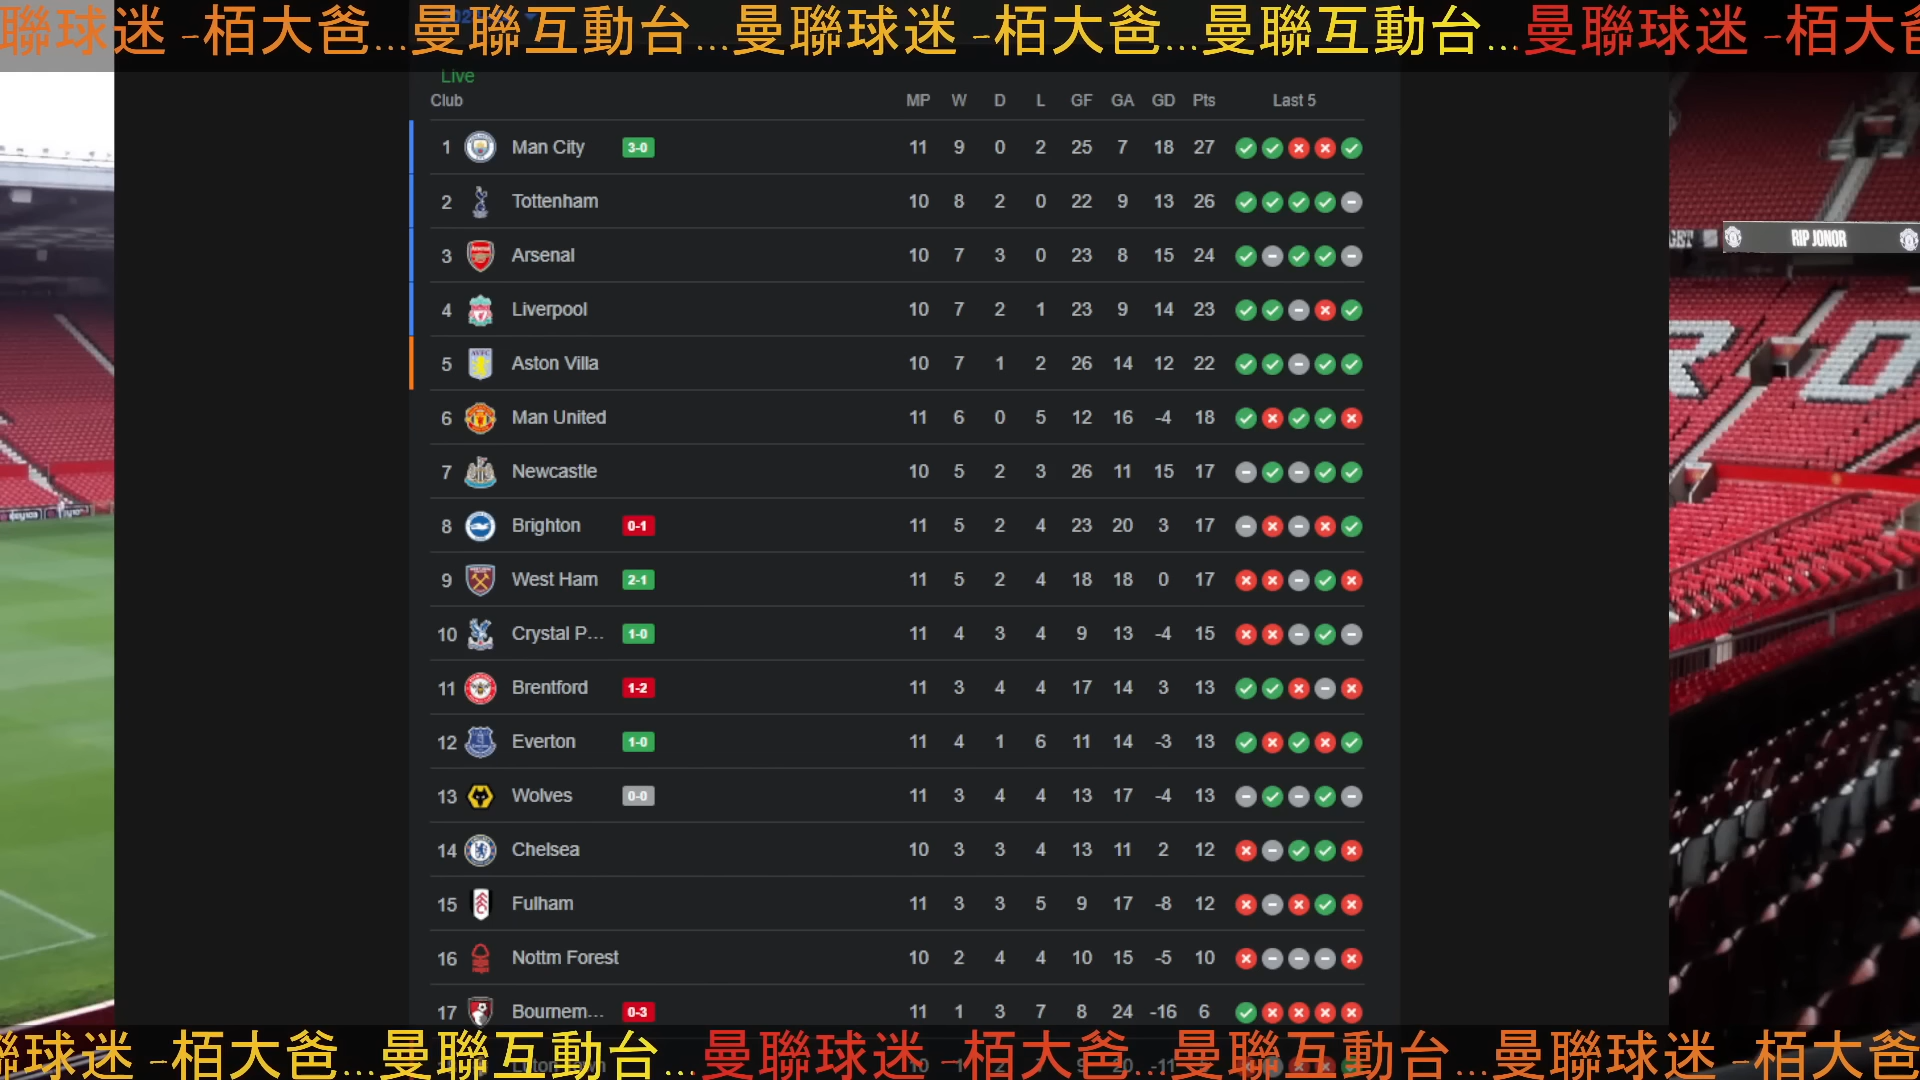 聯球迷 -栢大爸...曼聯互動台...曼聯球迷 -栢大爸...曼聯互動台...曼聯球迷 -栢大爸
Live
Club MP W D L GF GA GD Pts Last 5
1 Man City 3-0 11 9 0 2 25 7 18 27
2 Tottenham 10 8 2 0 22 9 13 26
3 Arsenal 10 7 3 0 23 8 15 24
4 Liverpool 10 7 2 1 23 9 14 23
5 Aston Villa 10 7 1 2 26 14 12 22
6 Man United 11 6 0 5 12 16 -4 18
7 Newcastle 10 5 2 3 26 11 15 17
8 Brighton 0-1 11 5 2 4 23 20 3 17
9 West Ham 2-1 11 5 2 4 18 18 0 17
10 Crystal P... 1-0 11 4 3 4 9 13 -4 15
11 Brentford 1-2 11 3 4 4 17 14 3 13
12 Everton 1-0 11 4 1 6 11 14 -3 13
13 Wolves 0-0 11 3 4 4 13 17 -4 13
14 Chelsea 10 3 3 4 13 11 2 12
15 Fulham 11 3 3 5 9 17 -8 12
16 Nottm Forest 10 2 4 4 10 15 -5 10
17 Bournem... 0-3 11 1 3 7 8 24 -16 6
RIP JONOR
R D
聯球迷 -栢大爸...曼聯互動台...曼聯球迷 -栢大爸...曼聯互動台...曼聯球迷 -栢大爸